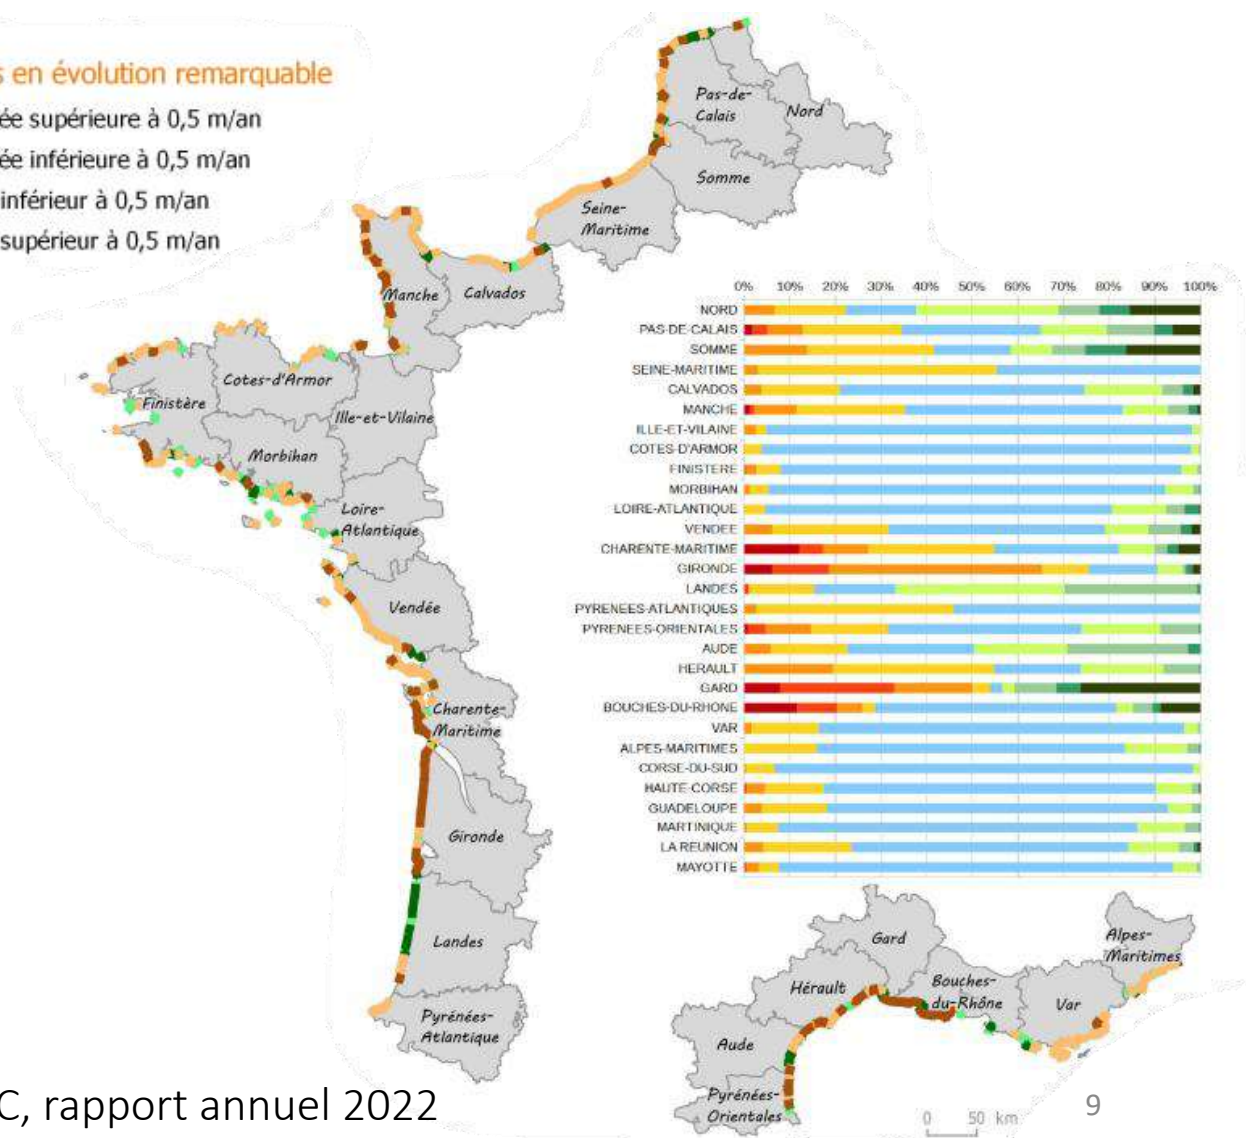 s en évolution remarquable
ée supérieure à 0,5 m/an
ée inférieure à 0,5 m/an
inférieur à 0,5 m/an
supérieur à 0,5 m/an
Pas-de-
Calais
Nord
Somme
Seine-
Maritime
Manche
Calvados
Cotes-d'Armor
Finistère
Ille-et-Vilaine
Morbihan
Loire-
Atlantique
Vendée
Charente-
Maritime
Gironde
Landes
Pyrénées-
Atlantique
0% 10% 20% 30% 40% 50% 60% 70% 80% 90% 100%
NORD
PAS-DE-CALAIS
SOMME
SEINE-MARITIME
CALVADOS
MANCHE
ILLE-ET-VILAINE
COTES-D'ARMOR
FINISTERE
MORBIHAN
LOIRE-ATLANTIQUE
VENDEE
CHARENTE-MARITIME
GIRONDE
LANDES
PYRENEES-ATLANTIQUES
PYRENEES-ORIENTALES
AUDE
HERAULT
GARD
BOUCHES-DU-RHONE
VAR
ALPES-MARITIMES
CORSE-DU-SUD
HAUTE-CORSE
GUADELOUPE
MARTINIQUE
LA REUNION
MAYOTTE
Gard
Alpes-
Maritimes
Hérault
Bouches-
du-Rhône
Var
Aude
Pyrénées-
Orientales
0 50 km
C, rapport annuel 2022
9